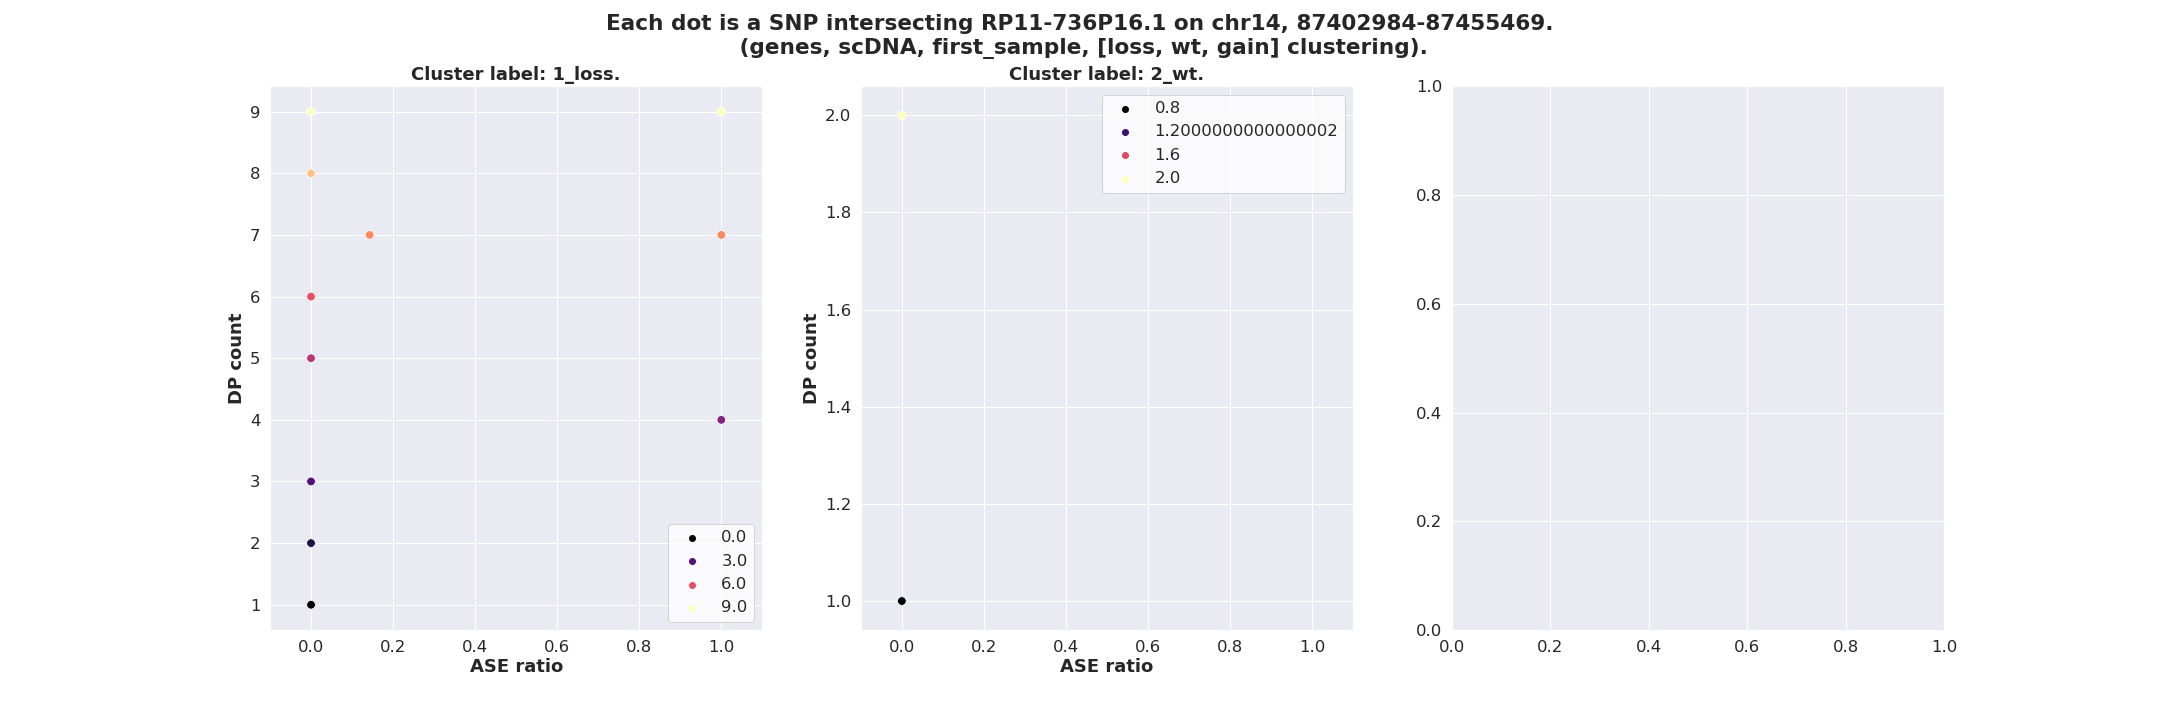 Each dot is a SNP intersecting RP11-736P16.1 on chr14, 87402984-87455469.
(genes, scDNA, first_sample, [loss, wt, gain] clustering).
Cluster label: 1_loss.
9
8
7
6
5
4
3
2
1
DP count
0.0
3.0
6.0
9.0
0.0 0.2 0.4 0.6 0.8 1.0
ASE ratio
Cluster label: 2_wt.
2.0
1.8
1.6
1.4
1.2
1.0
DP count
0.8
1.2000000000000002
1.6
2.0
0.0 0.2 0.4 0.6 0.8 1.0
ASE ratio
1.0
0.8
0.6
0.4
0.2
0.0
0.0 0.2 0.4 0.6 0.8 1.0